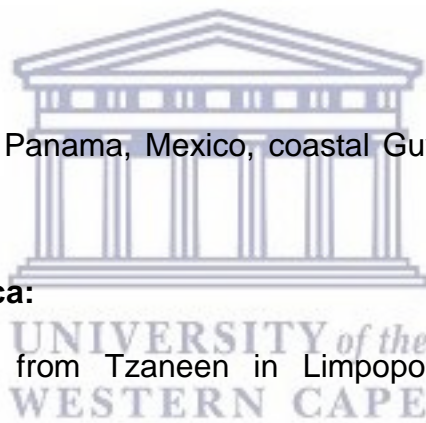 Panama, Mexico, coastal Gu
ca:
UNIVERSITY of the
from Tzaneen in Limpopo
WESTERN CAPE